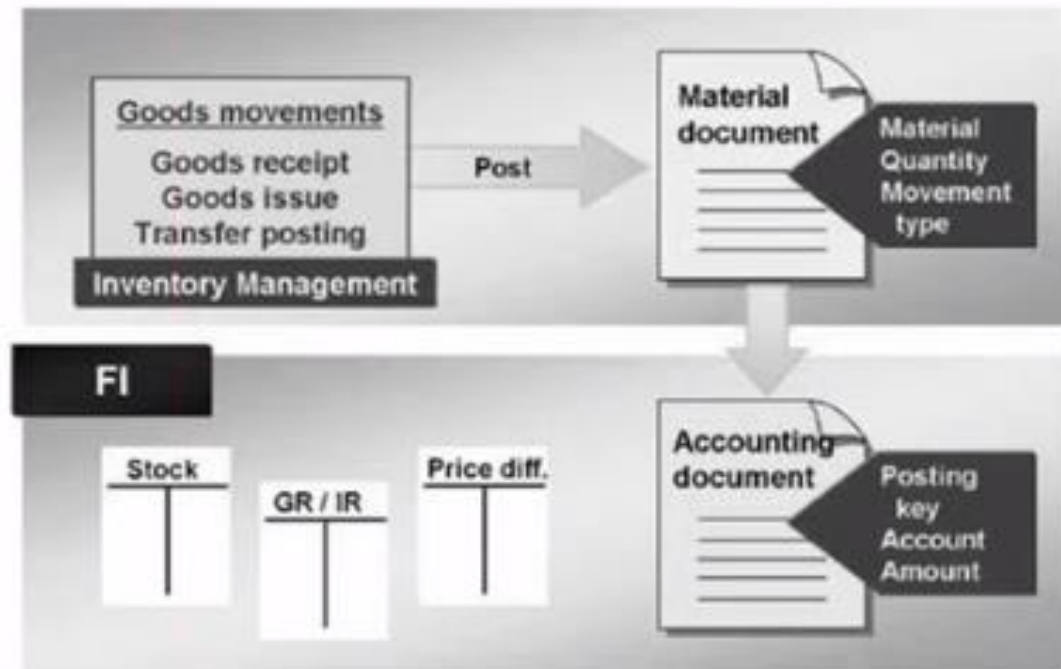 Goods movements
Goods receipt
Goods issue
Transfer posting
Inventory Management
Post
Material
document
Material
Quantity
Movement
type
FI
Stock
GR / IR
Price diff.
Accounting
document
Posting
key
Account
Amount